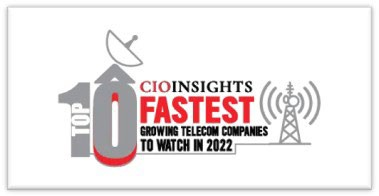 TOP 10
CIOINSIGHTS
FASTEST
GROWING TELECOM COMPANIES
TO WATCH IN 2022